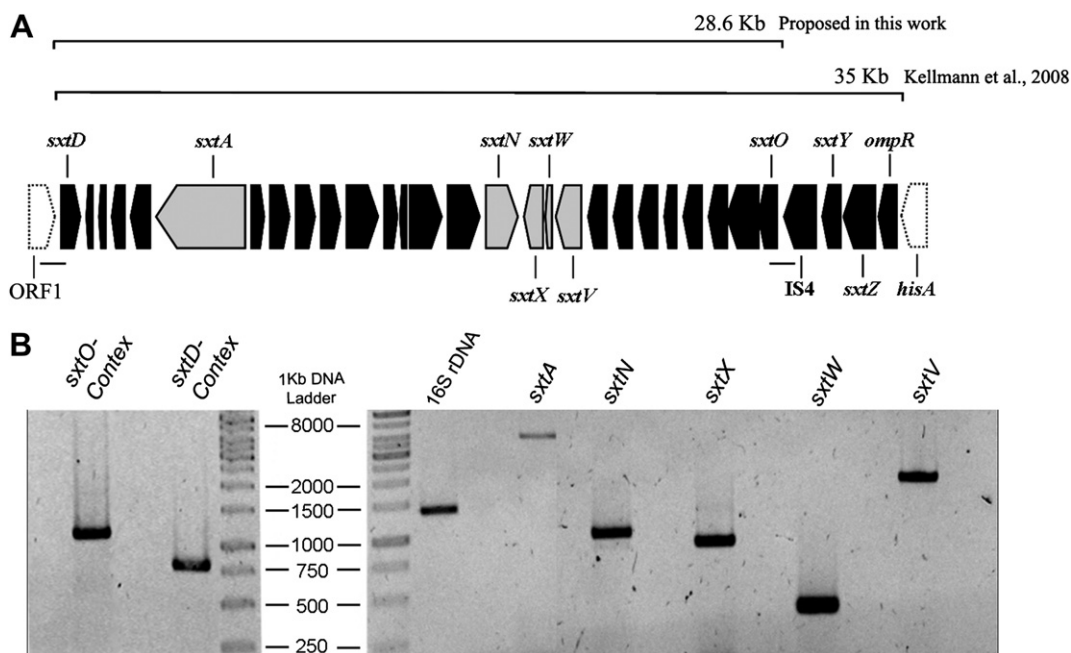 A
28.6 Kb Proposed in this work
35 Kb Kellmann et al., 2008
sxtD sxtA sxtN sxtW sxtO sxtY ompR
ORF1 sxtX sxtV IS4 sxtZ hisA
B
sxtO-
Contex
sxtD-
Contex
1Kb DNA
Ladder
16S rDNA
sxtA
sxtN
sxtX
sxtW
sxtV
8000
2000
1500
1000
750
500
250